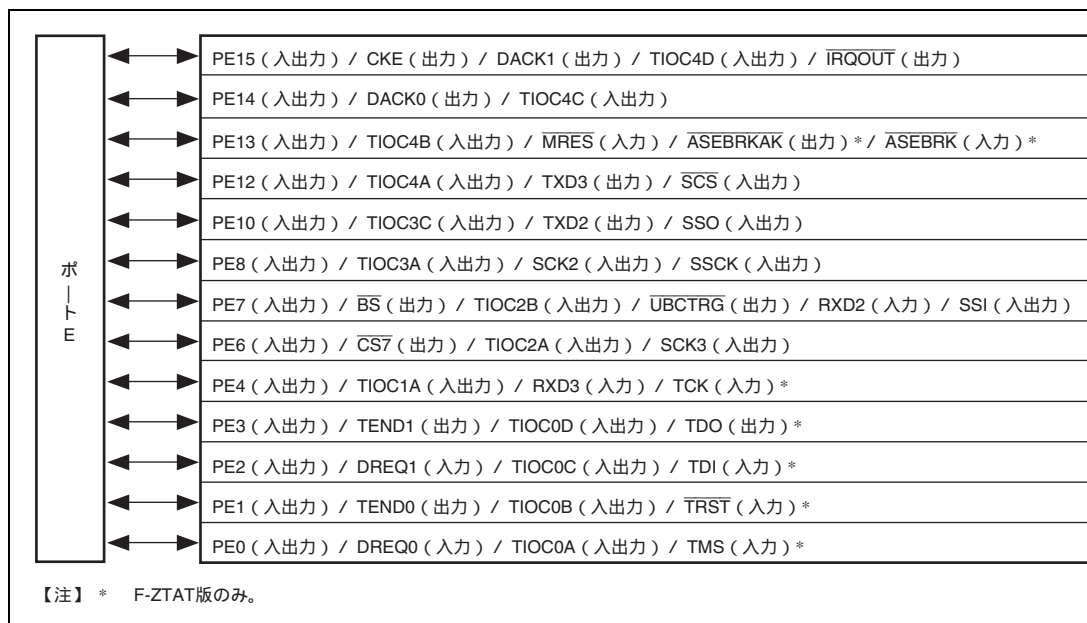 ポートE
PE15（入出力）/ CKE（出力）/ DACK1（出力）/ TIOC4D（入出力）/ I̅R̅Q̅O̅U̅T̅（出力）
PE14（入出力）/ DACK0（出力）/ TIOC4C（入出力）
PE13（入出力）/ TIOC4B（入出力）/ M̅R̅E̅S̅（入力）/ A̅S̅E̅B̅R̅K̅A̅K̅（出力）* / A̅S̅E̅B̅R̅K̅（入力）*
PE12（入出力）/ TIOC4A（入出力）/ TXD3（出力）/ S̅C̅S̅（入出力）
PE10（入出力）/ TIOC3C（入出力）/ TXD2（出力）/ SSO（入出力）
PE8（入出力）/ TIOC3A（入出力）/ SCK2（入出力）/ SSCK（入出力）
PE7（入出力）/ B̅S̅（出力）/ TIOC2B（入出力）/ U̅B̅C̅T̅R̅G̅（出力）/ RXD2（入力）/ SSI（入出力）
PE6（入出力）/ C̅S̅7̅（出力）/ TIOC2A（入出力）/ SCK3（入出力）
PE4（入出力）/ TIOC1A（入出力）/ RXD3（入力）/ TCK（入力）*
PE3（入出力）/ TEND1（出力）/ TIOC0D（入出力）/ TDO（出力）*
PE2（入出力）/ DREQ1（入力）/ TIOC0C（入出力）/ TDI（入力）*
PE1（入出力）/ TEND0（出力）/ TIOC0B（入出力）/ T̅R̅S̅T̅（入力）*
PE0（入出力）/ DREQ0（入力）/ TIOC0A（入出力）/ TMS（入力）*
【注】* F-ZTAT版のみ。